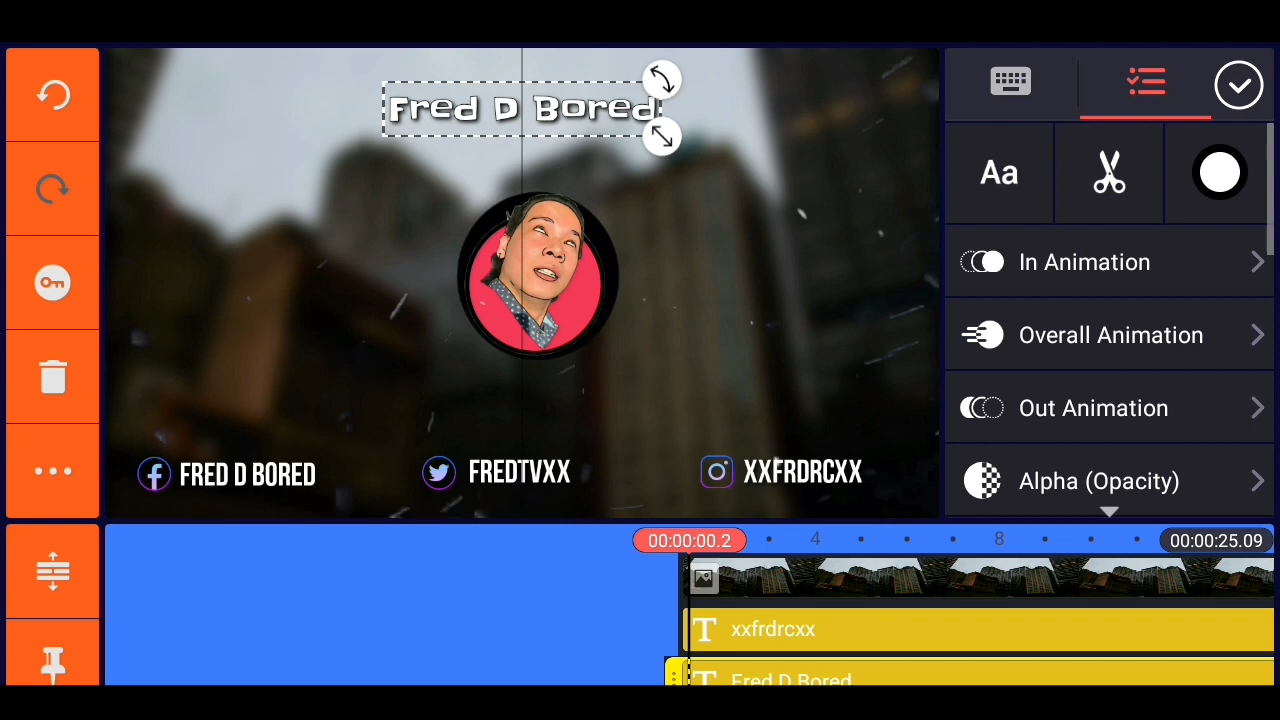 Fred D Bored
FRED D BORED
FREDTVXX
XXFRDRCXX
Aa
In Animation
Overall Animation
Out Animation
Alpha (Opacity)
00:00:00.2
4
8
00:00:25.09
T xxfrdrcxx
T Fred D Bored